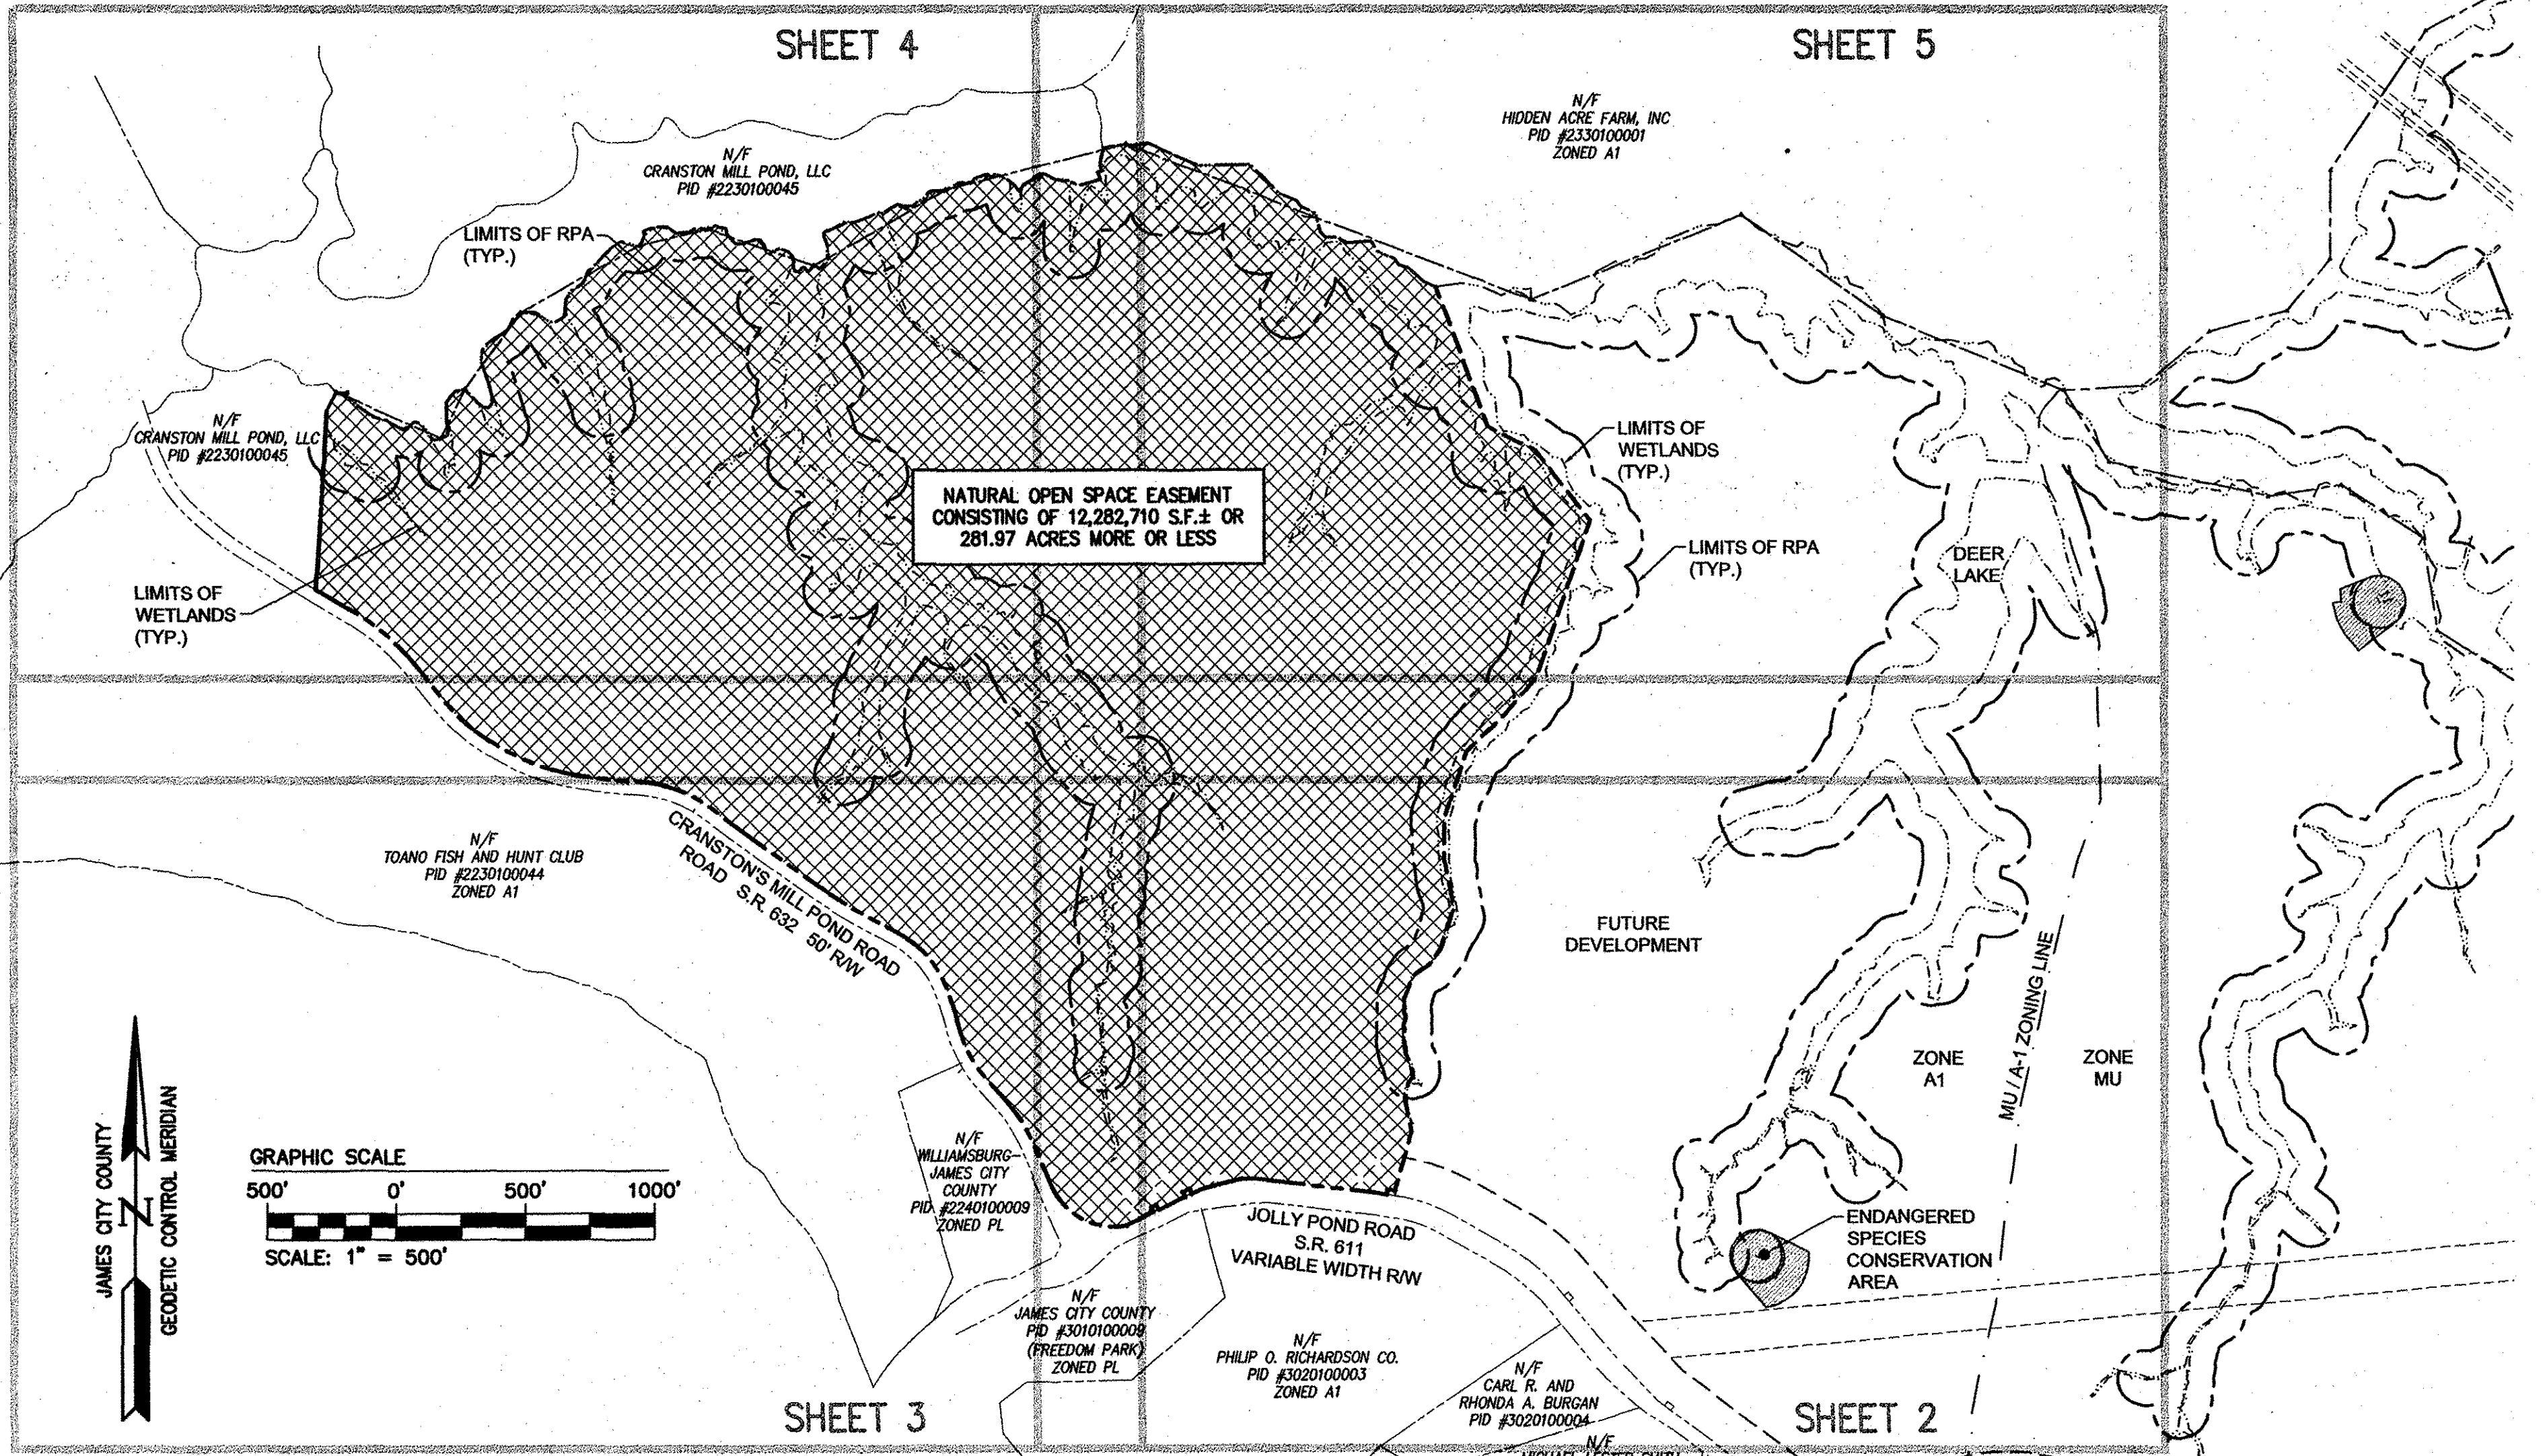 SHEET 4
SHEET 5
N/F
HIDDEN ACRE FARM, INC
PID #2330100001
ZONED A1
N/F
CRANSTON MILL POND, LLC
PID #2230100045
LIMITS OF RPA
(TYP.)
N/F
CRANSTON MILL POND, LLC
PID #2230100045
LIMITS OF
WETLANDS
(TYP.)
NATURAL OPEN SPACE EASEMENT
CONSISTING OF 12,282,710 S.F.± OR
281.97 ACRES MORE OR LESS
LIMITS OF RPA
(TYP.)
DEER
LAKE
LIMITS OF
WETLANDS
(TYP.)
N/F
TOANO FISH AND HUNT CLUB
PID #2230100044
ZONED A1
CRANSTON'S MILL POND ROAD
ROAD S.R. 632 50' R/W
FUTURE
DEVELOPMENT
MU / A-1 ZONING LINE
ZONE
A1
ZONE
MU
JAMES CITY COUNTY
N
GEODETIC CONTROL MERIDIAN
GRAPHIC SCALE
500' 0' 500' 1000'
SCALE: 1" = 500'
N/F
WILLIAMSBURG-
JAMES CITY
COUNTY
PID #2240100009
ZONED PL
JOLLY POND ROAD
S.R. 611
VARIABLE WIDTH R/W
ENDANGERED
SPECIES
CONSERVATION
AREA
N/F
JAMES CITY COUNTY
PID #3010100009
(FREEDOM PARK)
ZONED PL
N/F
PHILIP O. RICHARDSON CO.
PID #3020100003
ZONED A1
N/F
CARL R. AND
RHONDA A. BURGAN
PID #3020100004
SHEET 3
SHEET 2
N/F